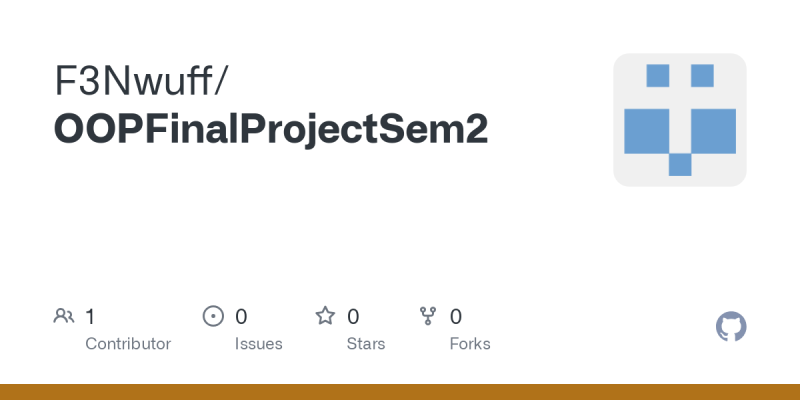 F3Nwuff/
OOPFinalProjectSem2
1
Contributor
0
Issues
0
Stars
0
Forks